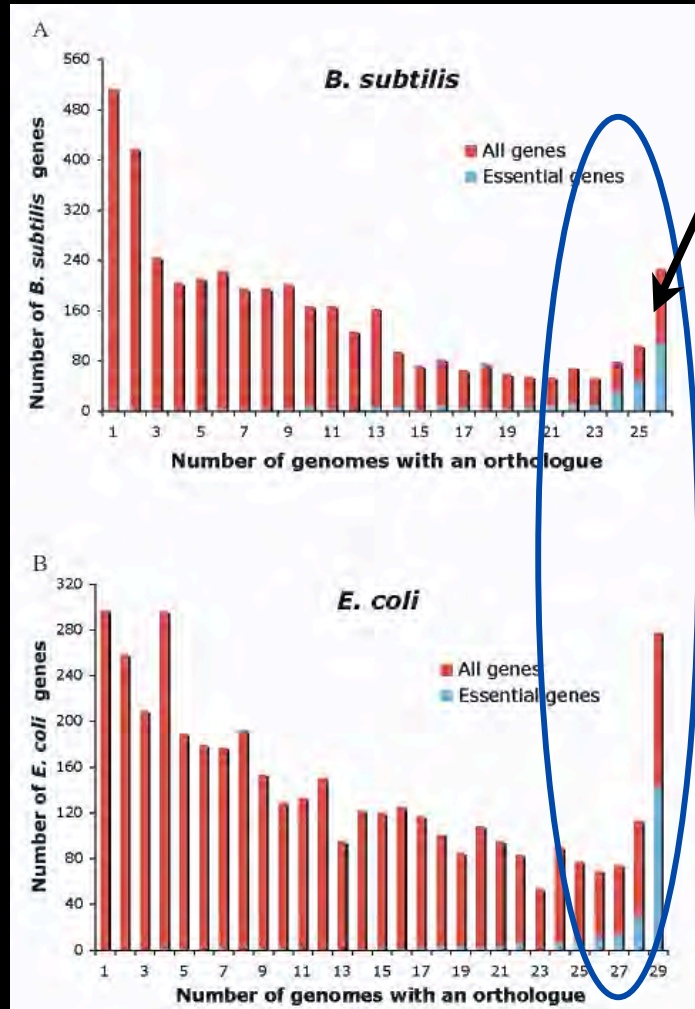 A
B. subtilis
560
480
400
320
240
160
80
0
Number of B. subtilis genes
All genes
Essential genes
1 3 5 7 9 11 13 15 17 19 21 23 25
Number of genomes with an orthologue
B
E. coli
320
280
240
200
160
120
80
40
0
Number of E. coli genes
All genes
Essential genes
1 3 5 7 9 11 13 15 17 19 21 23 25 27 29
Number of genomes with an orthologue